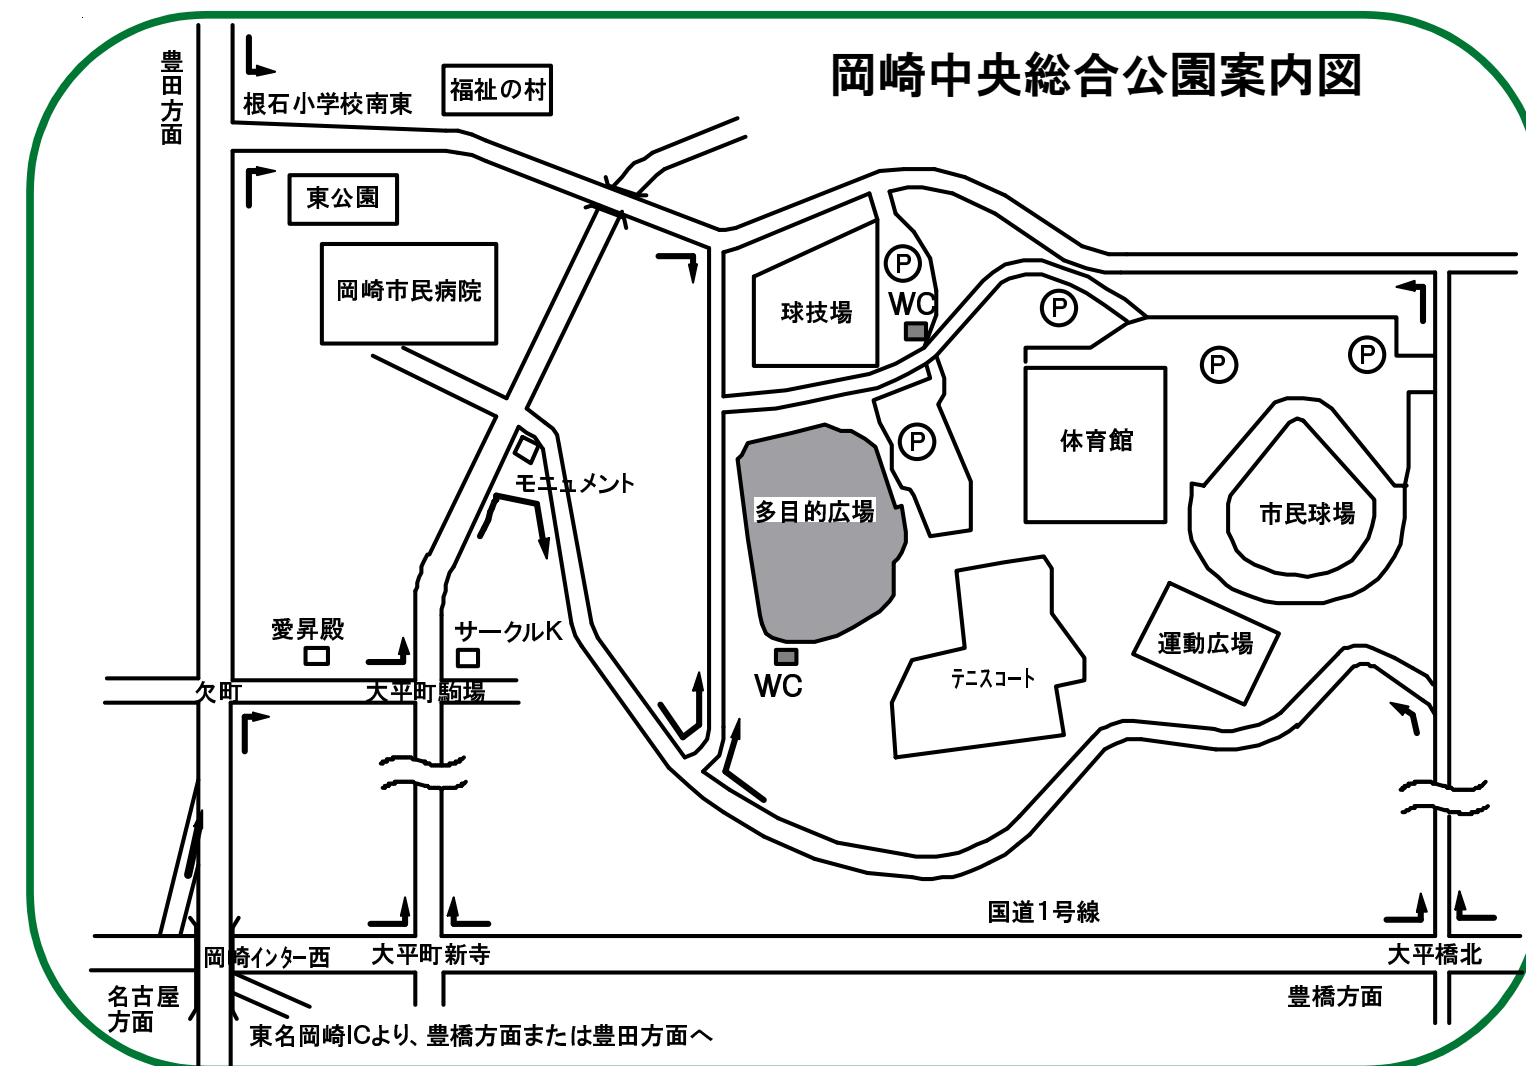 岡崎中央総合公園案内図
豊田方面
根石小学校南東
福祉の村
東公園
岡崎市民病院
球技場
P
WC
P
P
P
体育館
P
モニュメント
多目的広場
市民球場
愛昇殿
サークルK
運動広場
テニスコート
WC
欠町
大平町駒場
国道1号線
岡崎インター西
大平町新寺
大平橋北
名古屋
方面
豊橋方面
東名岡崎ICより、豊橋方面または豊田方面へ